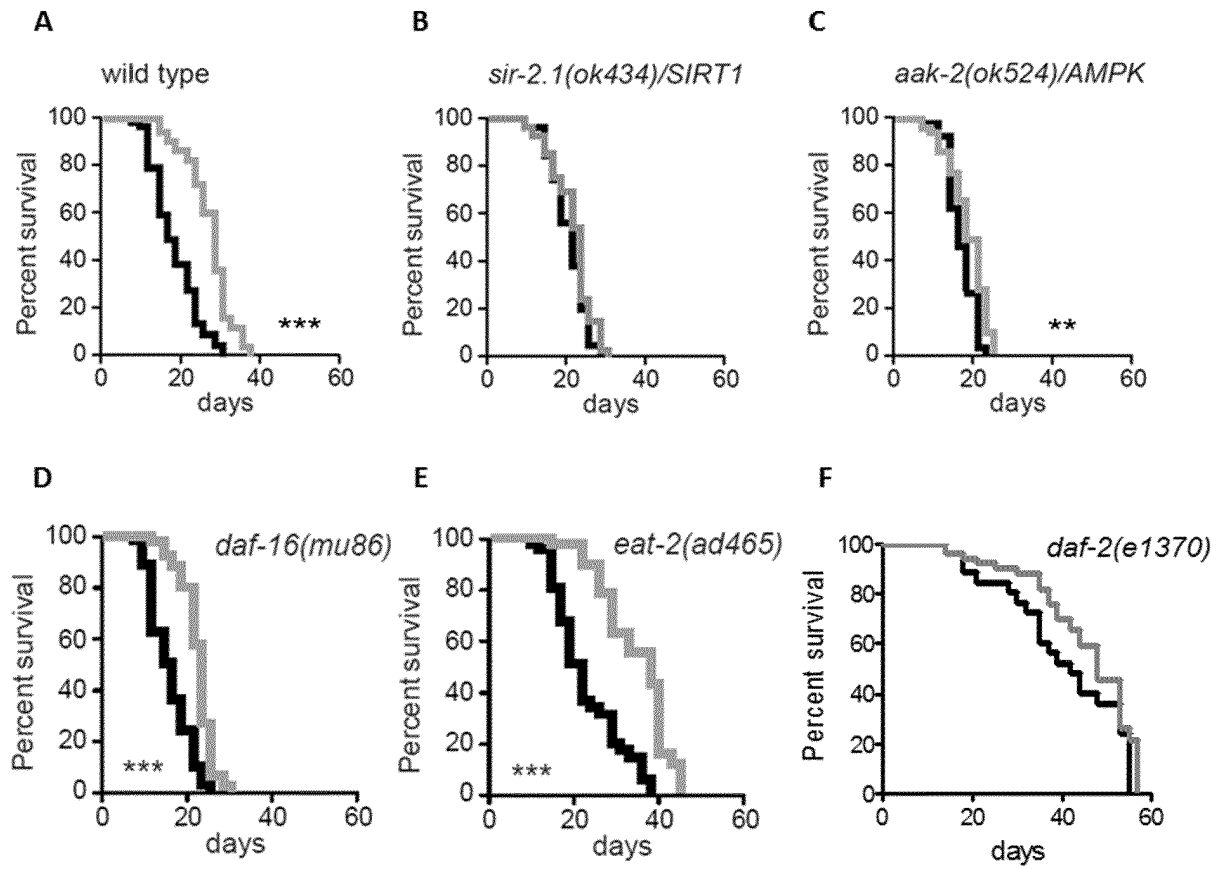 A
wild type
100
80
60
40
20
0
Percent survival
***
0 20 40 60
days
B
sir-2.1(ok434)/SIRT1
100
80
60
40
20
0
Percent survival
0 20 40 60
days
C
aak-2(ok524)/AMPK
100
80
60
40
20
0
Percent survival
**
0 20 40 60
days
D
daf-16(mu86)
100
80
60
40
20
0
Percent survival
***
0 20 40 60
days
E
eat-2(ad465)
100
80
60
40
20
0
Percent survival
***
0 20 40 60
days
F
daf-2(e1370)
100
80
60
40
20
0
Percent survival
0 20 40 60
days